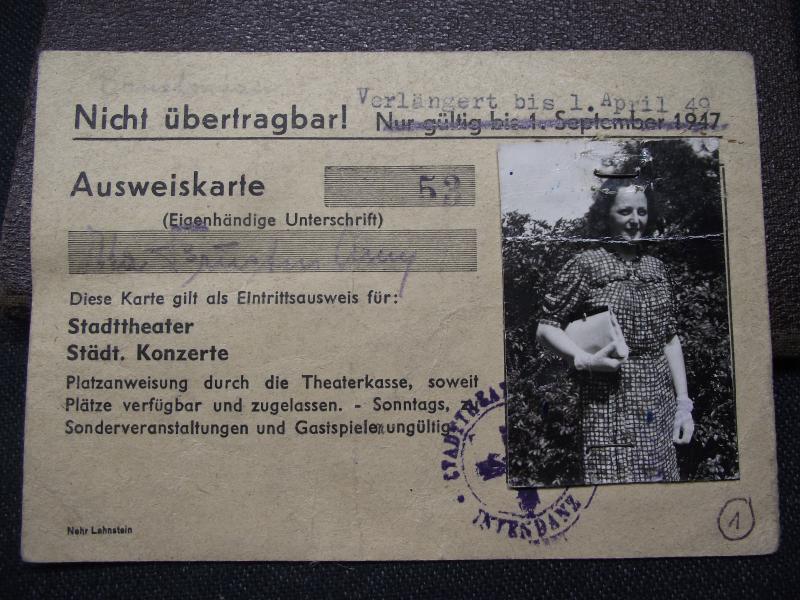 Verlängert bis 1. April 49
Nicht übertragbar! Nur gültig bis 1. September 1947
Ausweiskarte 53
(Eigenhändige Unterschrift)
Diese Karte gilt als Eintrittsausweis für:
Stadttheater
Städt. Konzerte
Platzanweisung durch die Theaterkasse, soweit
Plätze verfügbar und zugelassen. - Sonntags,
Sonderveranstaltungen und Gastspiele ungültig
INTENDANZ
1
Nehr Lahnstein